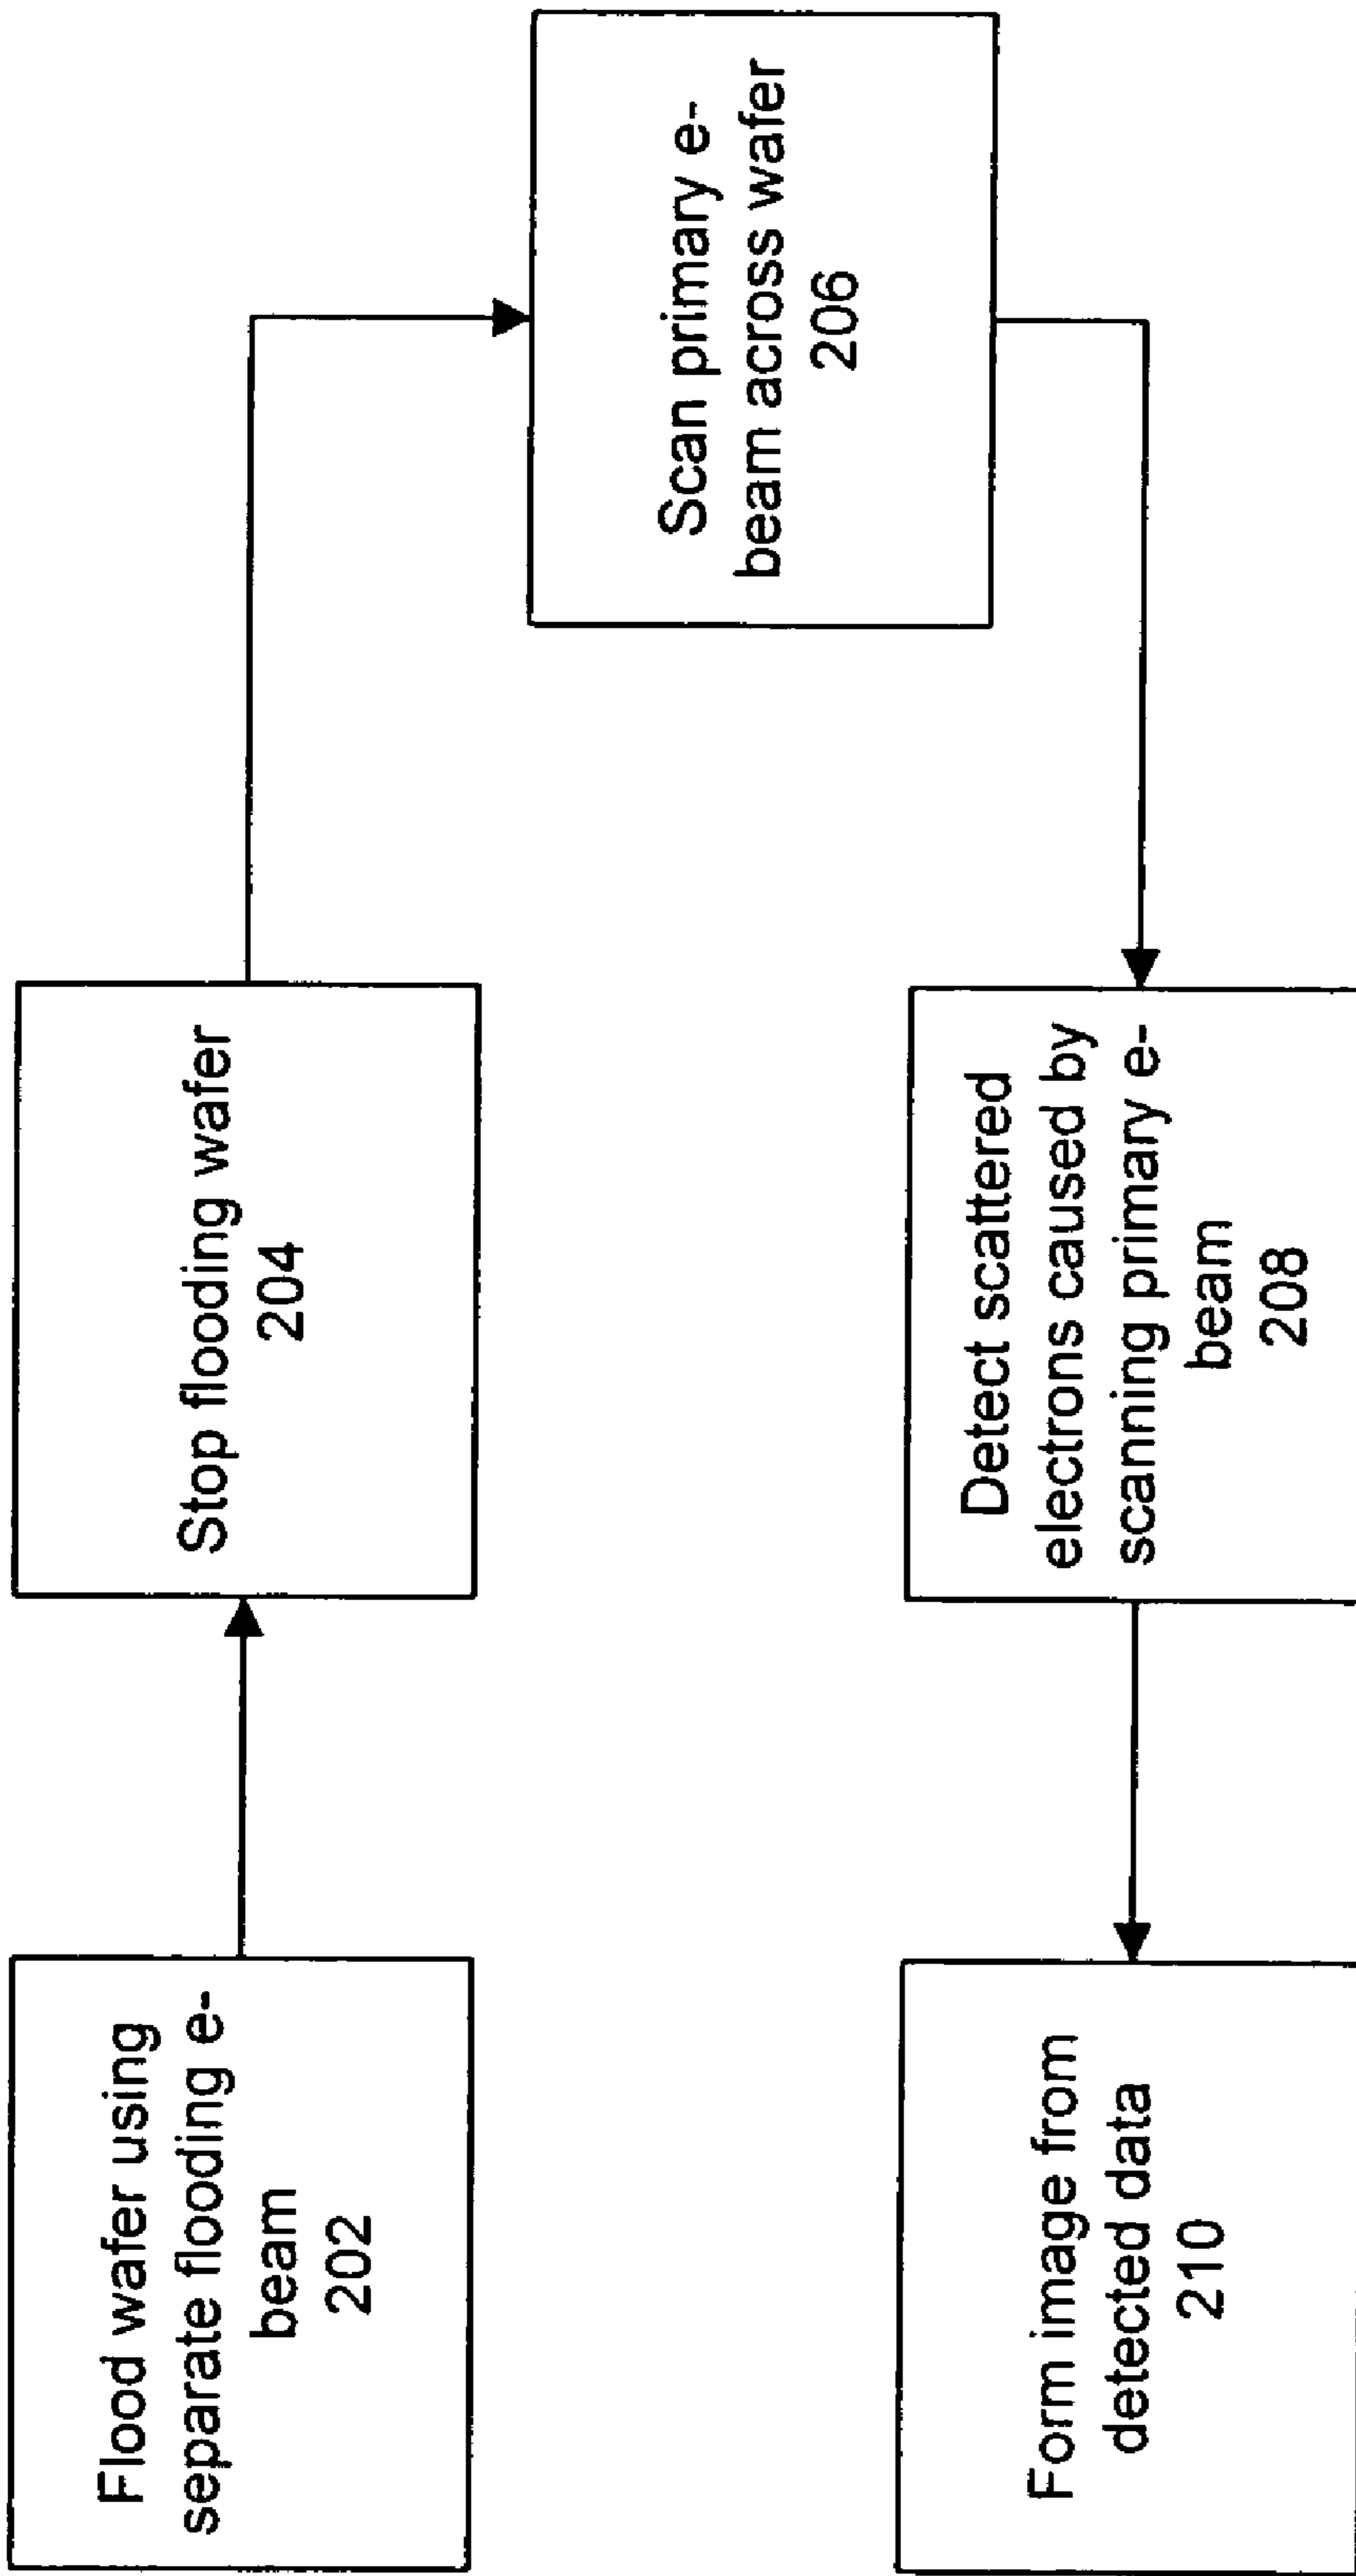 Flood wafer using
separate flooding e-
beam
202
Stop flooding wafer
204
Scan primary e-
beam across wafer
206
Detect scattered
electrons caused by
scanning primary e-
beam
208
Form image from
detected data
210